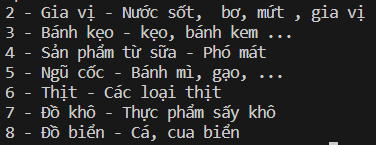 2 - Gia vị - Nước sốt,  bơ, mứt , gia vị
3 - Bánh kẹo - kẹo, bánh kem ...
4 - Sản phẩm từ sữa - Phó mát
5 - Ngũ cốc - Bánh mì, gạo, ...
6 - Thịt - Các loại thịt
7 - Đồ khô - Thực phẩm sấy khô
8 - Đồ biển - Cá, cua biển